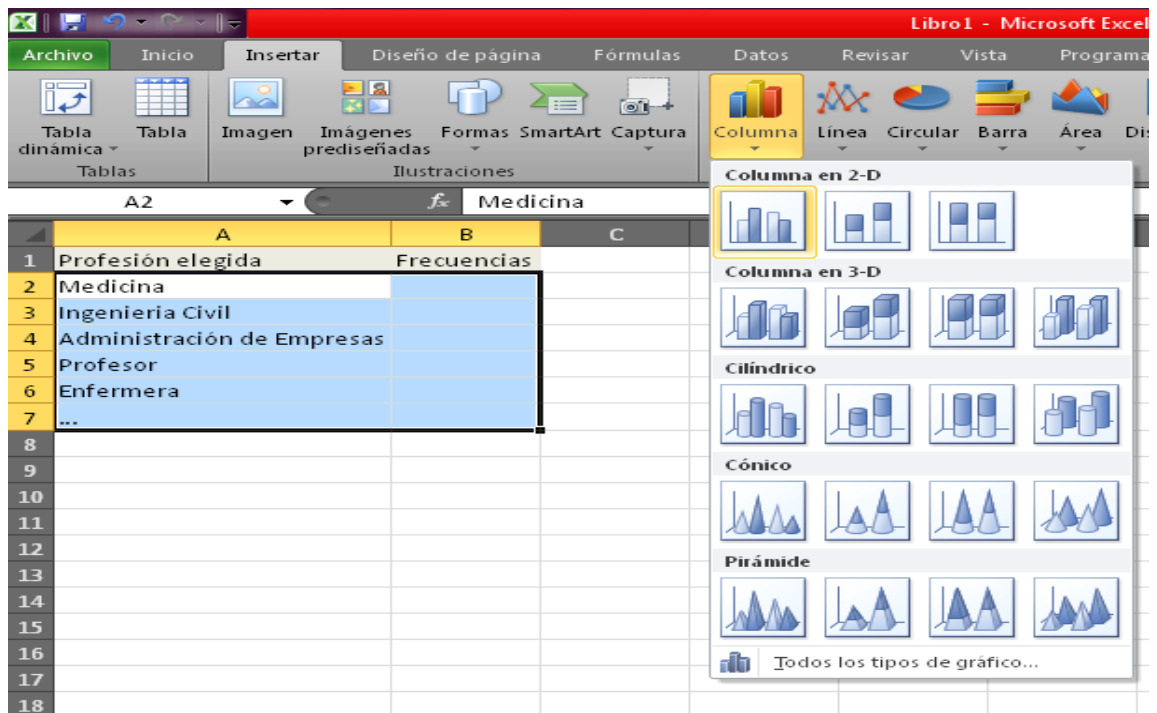 Libro1 - Microsoft Excel
Archivo Inicio Insertar Diseño de página Fórmulas Datos Revisar Vista Programa
Tabla dinámica
Tabla
Imagen
Imágenes prediseñadas
Formas
SmartArt
Captura
Columna
Línea
Circular
Barra
Área
Dis
Tablas
Ilustraciones
A2 fx Medicina
A B C
1 Profesión elegida Frecuencias
2 Medicina
3 Ingenieria Civil
4 Administración de Empresas
5 Profesor
6 Enfermera
7 ...
8
9
10
11
12
13
14
15
16
17
18
Columna en 2-D
Columna en 3-D
Cilíndrico
Cónico
Pirámide
Todos los tipos de gráfico...